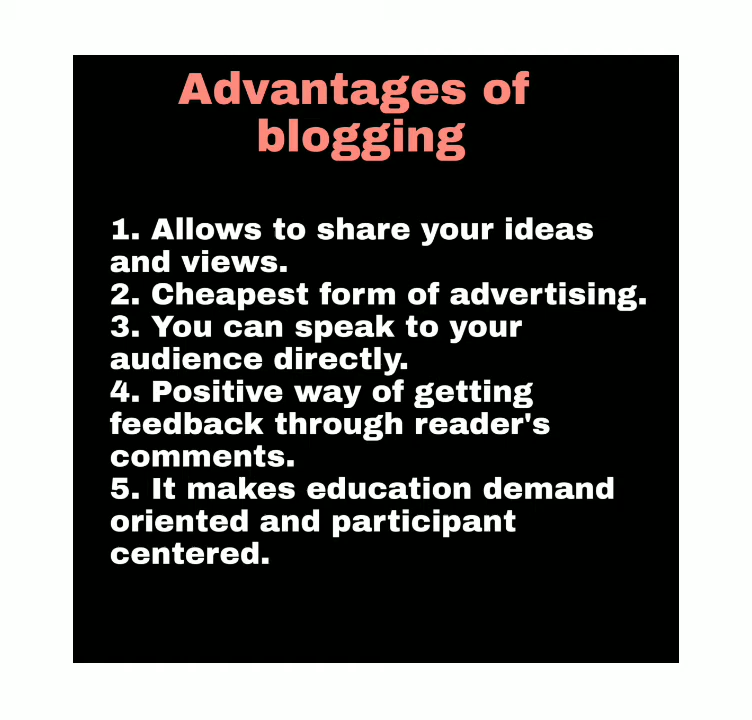 Advantages of
blogging
1. Allows to share your ideas
and views.
2. Cheapest form of advertising.
3. You can speak to your
audience directly.
4. Positive way of getting
feedback through reader's
comments.
5. It makes education demand
oriented and participant
centered.